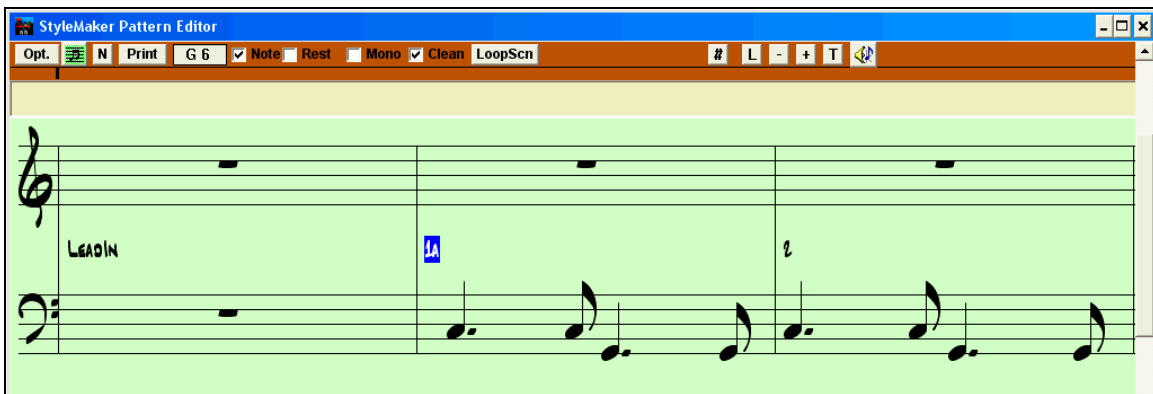 StyleMaker Pattern Editor
Opt. N Print G 6 Note Rest Mono Clean LoopScn # L - + T
LEADIN 1A 2